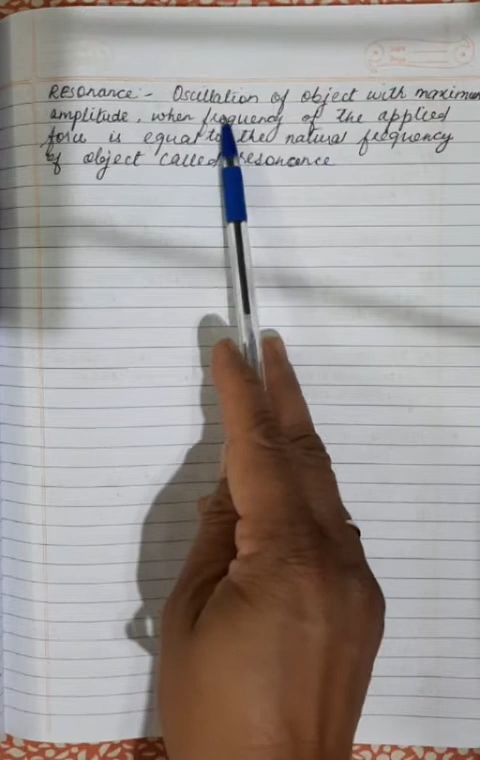 Resonance:- Oscillation of object with maximum
amplitude, when frequency of the applied
force is equal to the natural frequency
of object called resonance